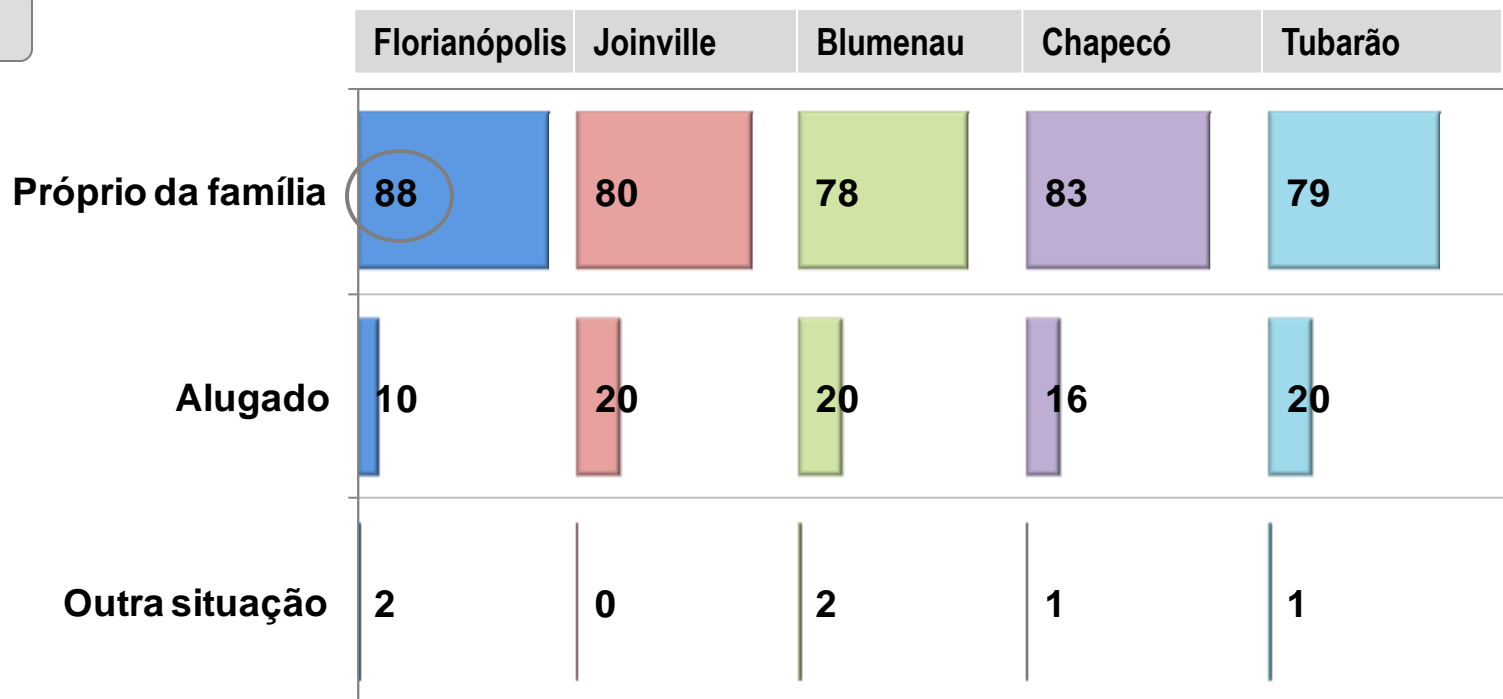 Florianópolis Joinville Blumenau Chapecó Tubarão
Próprio da família 88 80 78 83 79
Alugado 10 20 20 16 20
Outra situação 2 0 2 1 1